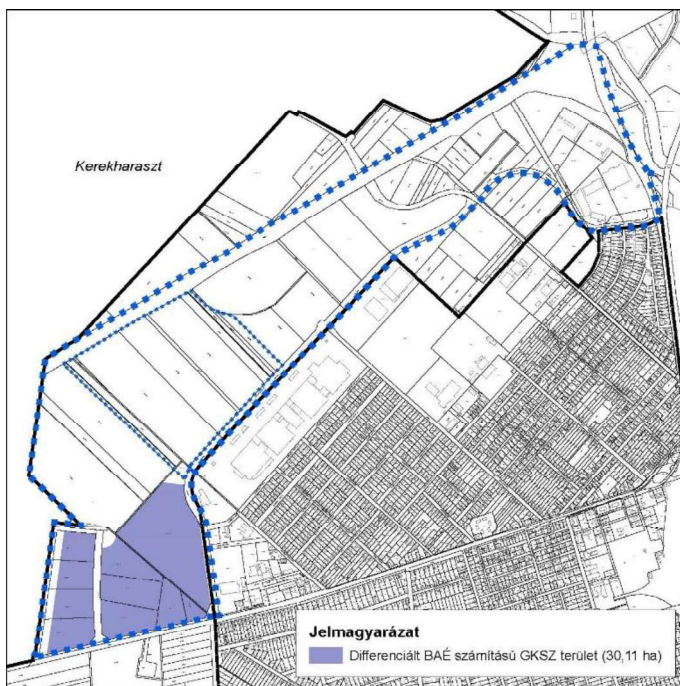 Kerekharaszt
Jelmagyarázat
Differenciált BAÉ számítású GKSZ terület (30,11 ha)